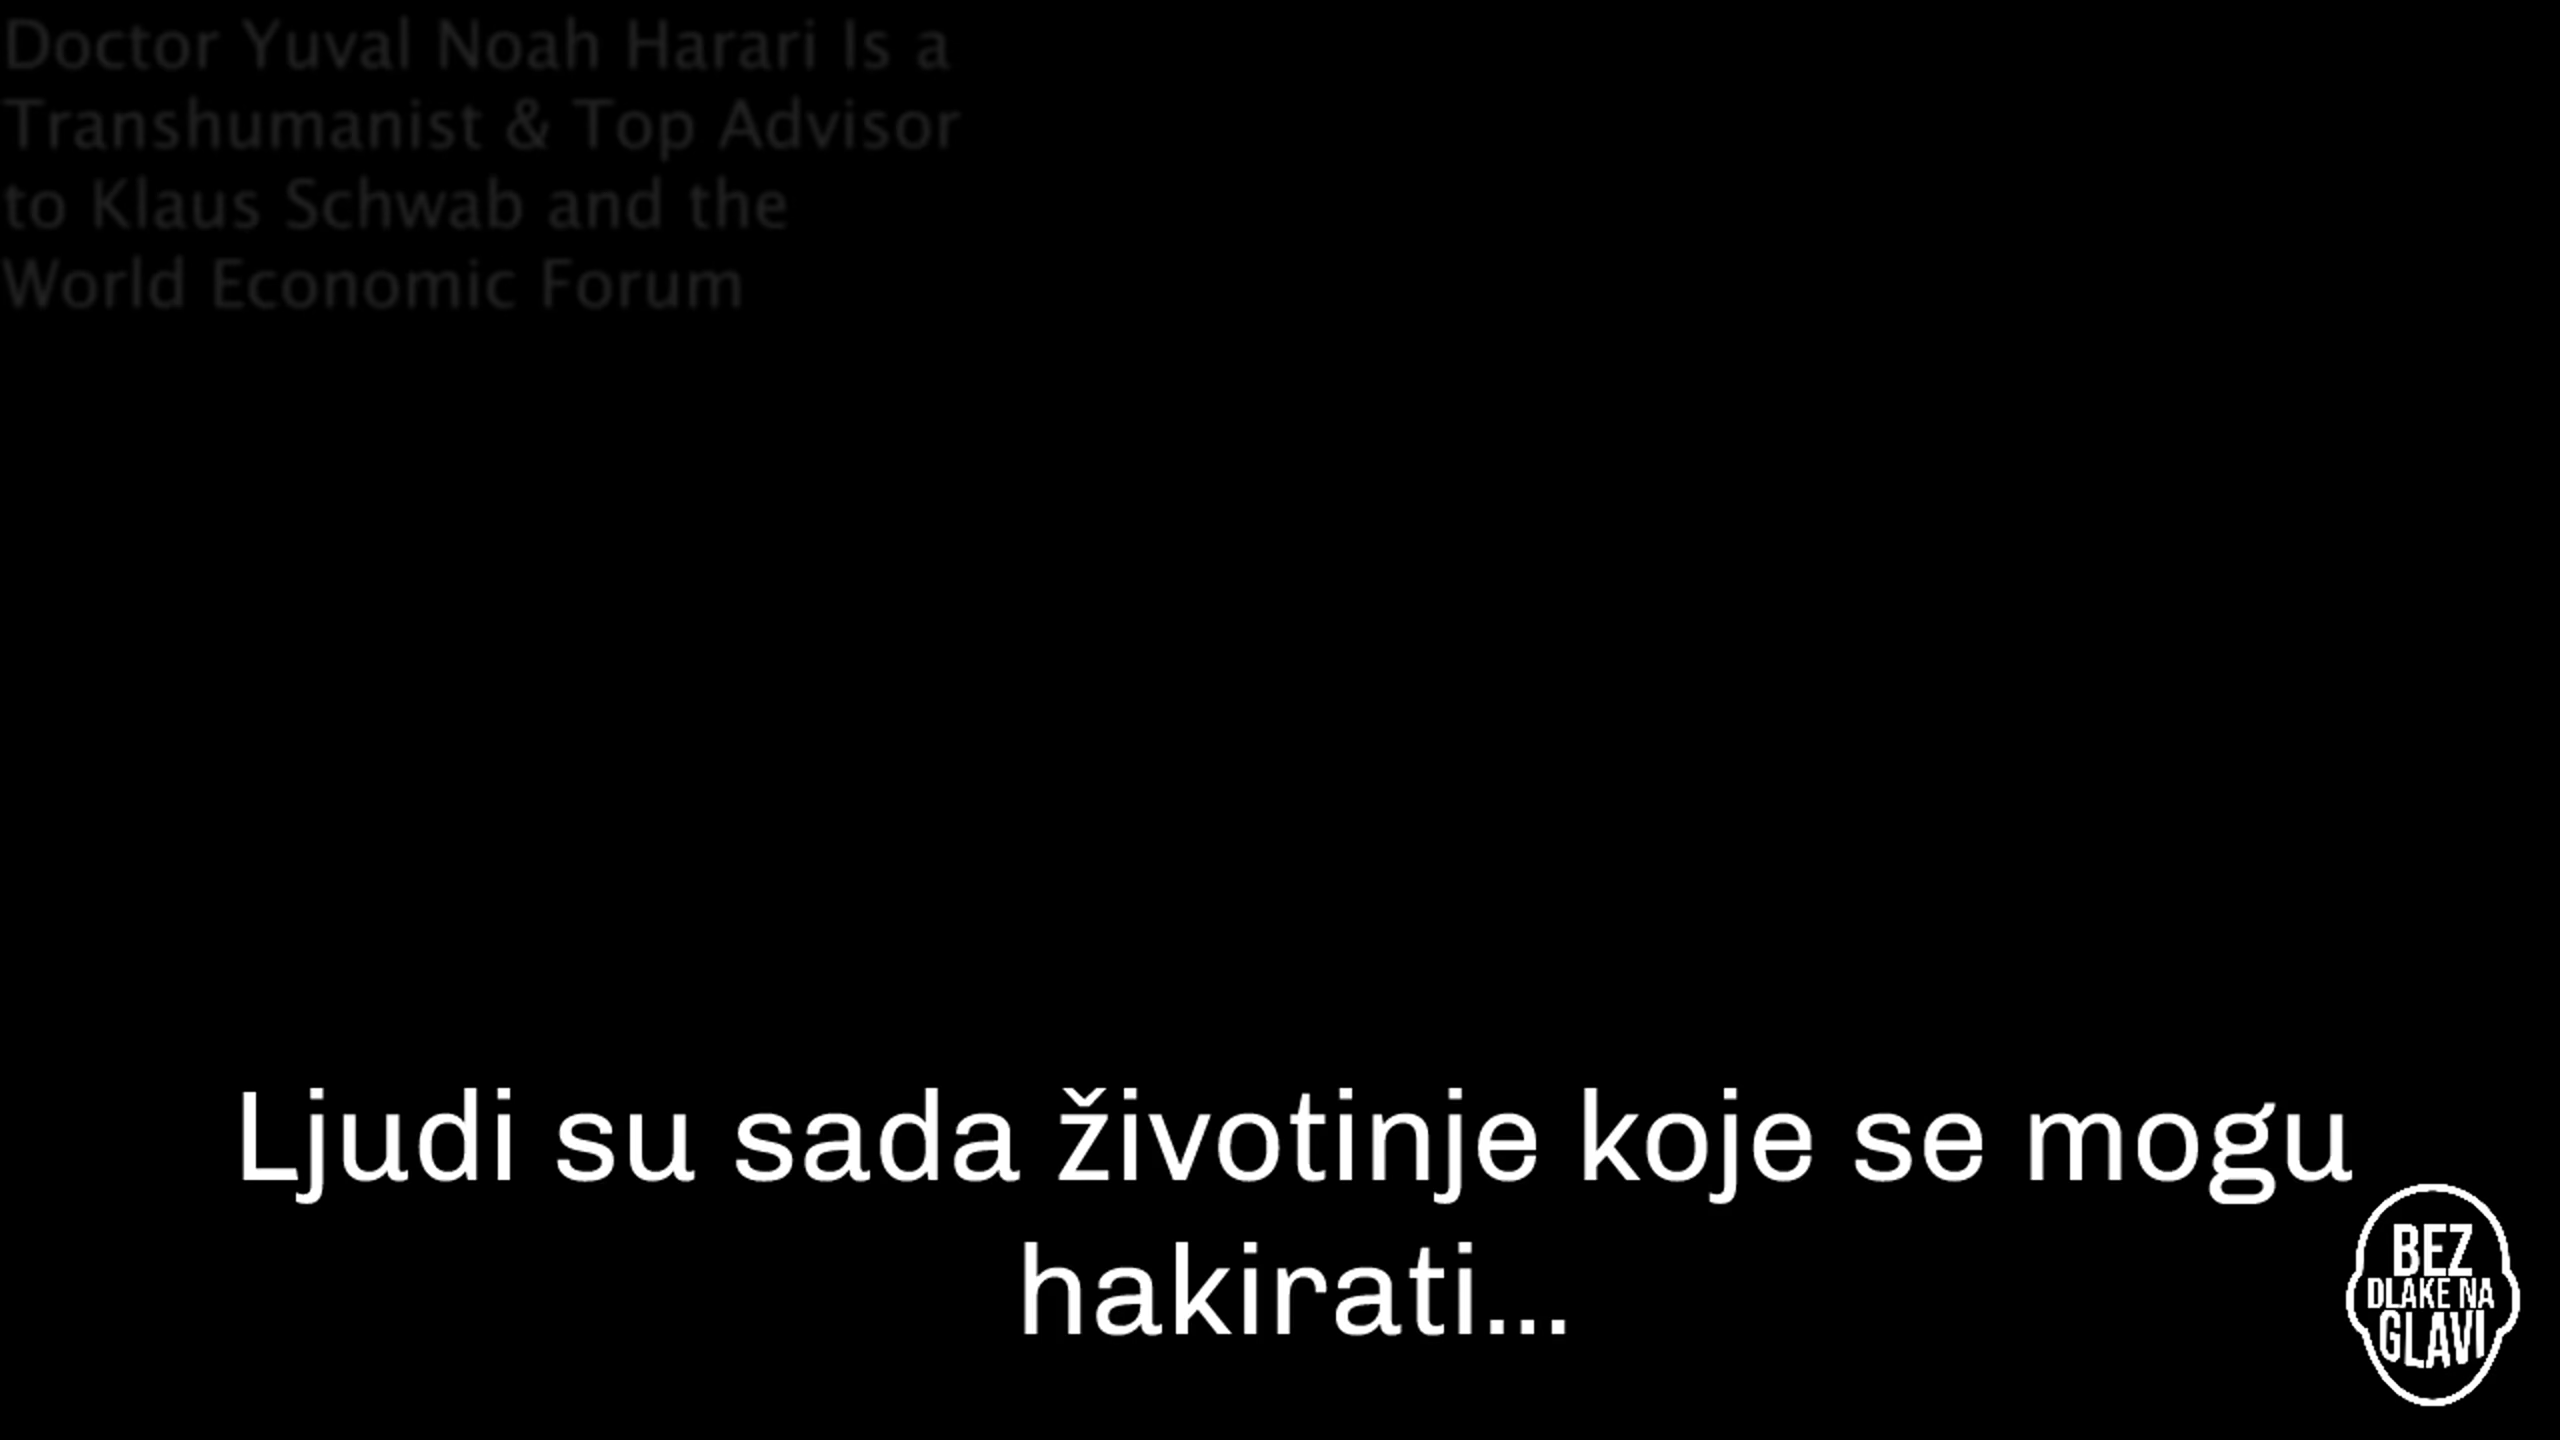 Doctor Yuval Noah Harari Is a
Transhumanist & Top Advisor
to Klaus Schwab and the
World Economic Forum
Ljudi su sada životinje koje se mogu
hakirati...
BEZ
DLAKE NA
GLAVI